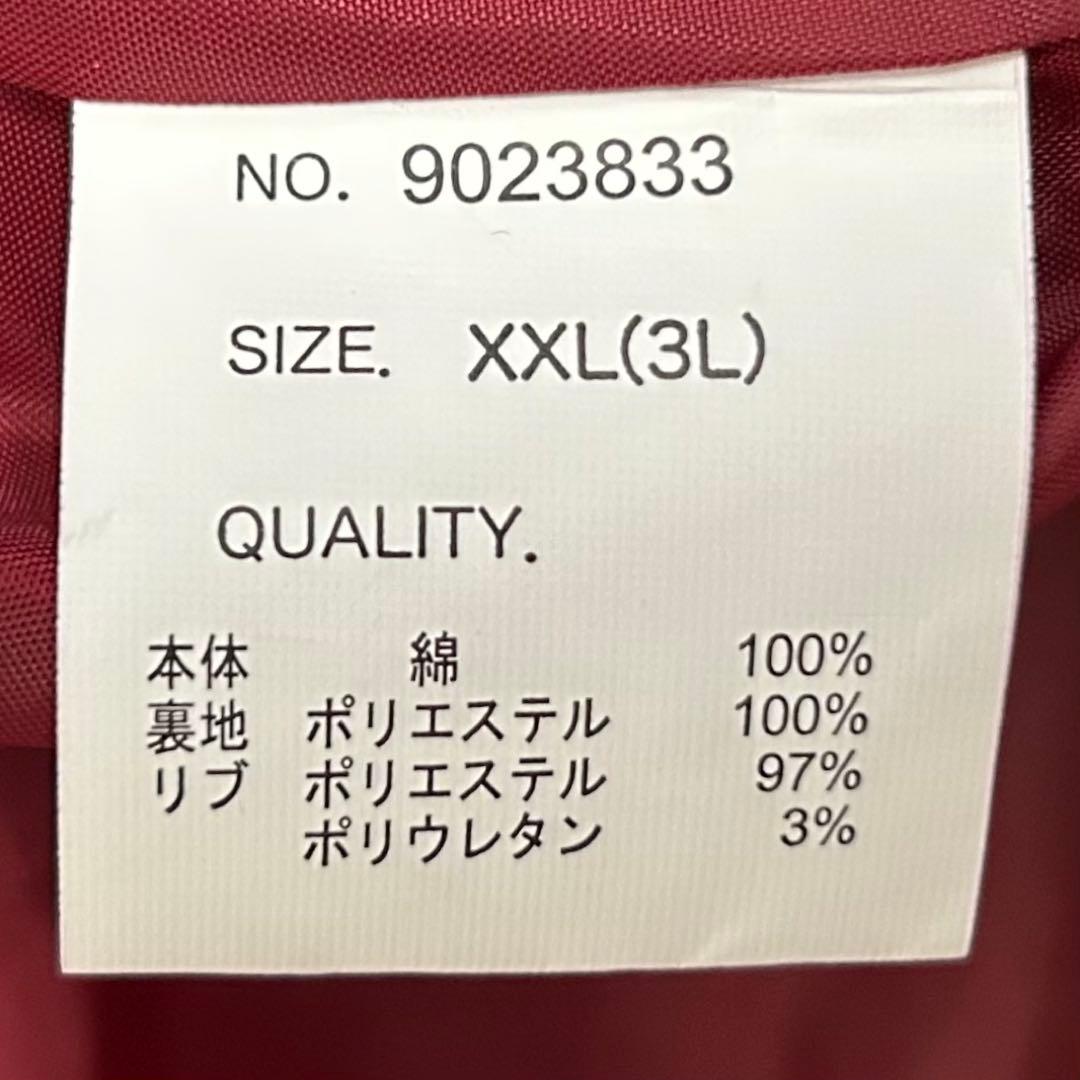 NO. 9023833
SIZE. XXL(3L)
QUALITY.
本体 綿 100%
裏地 ポリエステル 100%
リブ ポリエステル 97%
ポリウレタン 3%